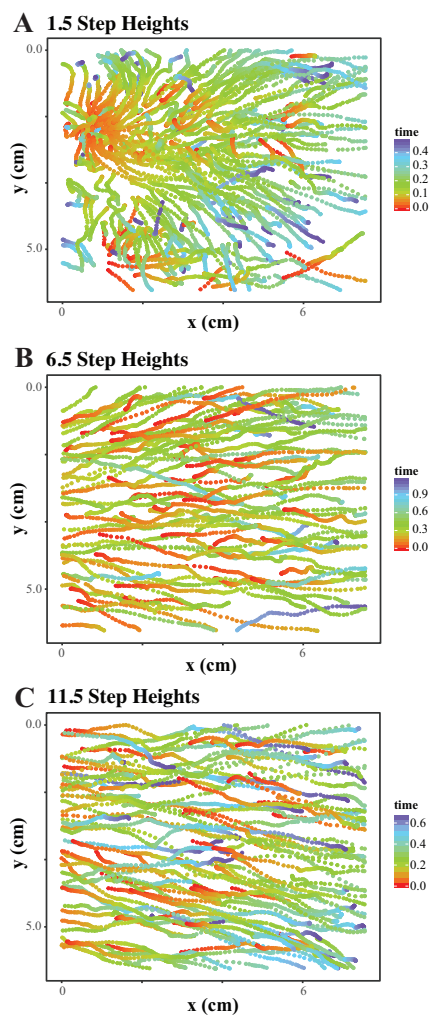 A 1.5 Step Heights
0.0
5.0
y (cm)
0 6
x (cm)
time
0.4
0.3
0.2
0.1
0.0
B 6.5 Step Heights
0.0
5.0
y (cm)
0 6
x (cm)
time
0.9
0.6
0.3
0.0
C 11.5 Step Heights
0.0
5.0
y (cm)
0 6
x (cm)
time
0.6
0.4
0.2
0.0